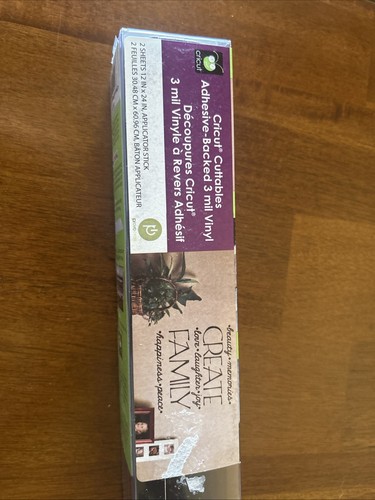 cricut
Cricut® Cuttables
Adhesive-Backed 3 mil Vinyl
Découpures Cricut®
3 mil Vinyle à Revers Adhésif
2 SHEETS 12 IN x 24 IN, APPLICATOR STICK
2 FEUILLES 30.48 CM x 60.96 CM, BÂTON APPLICATEUR
•beauty•memories•
CREATE
•love•laughter•joy•
FAMILY
•happiness•peace•